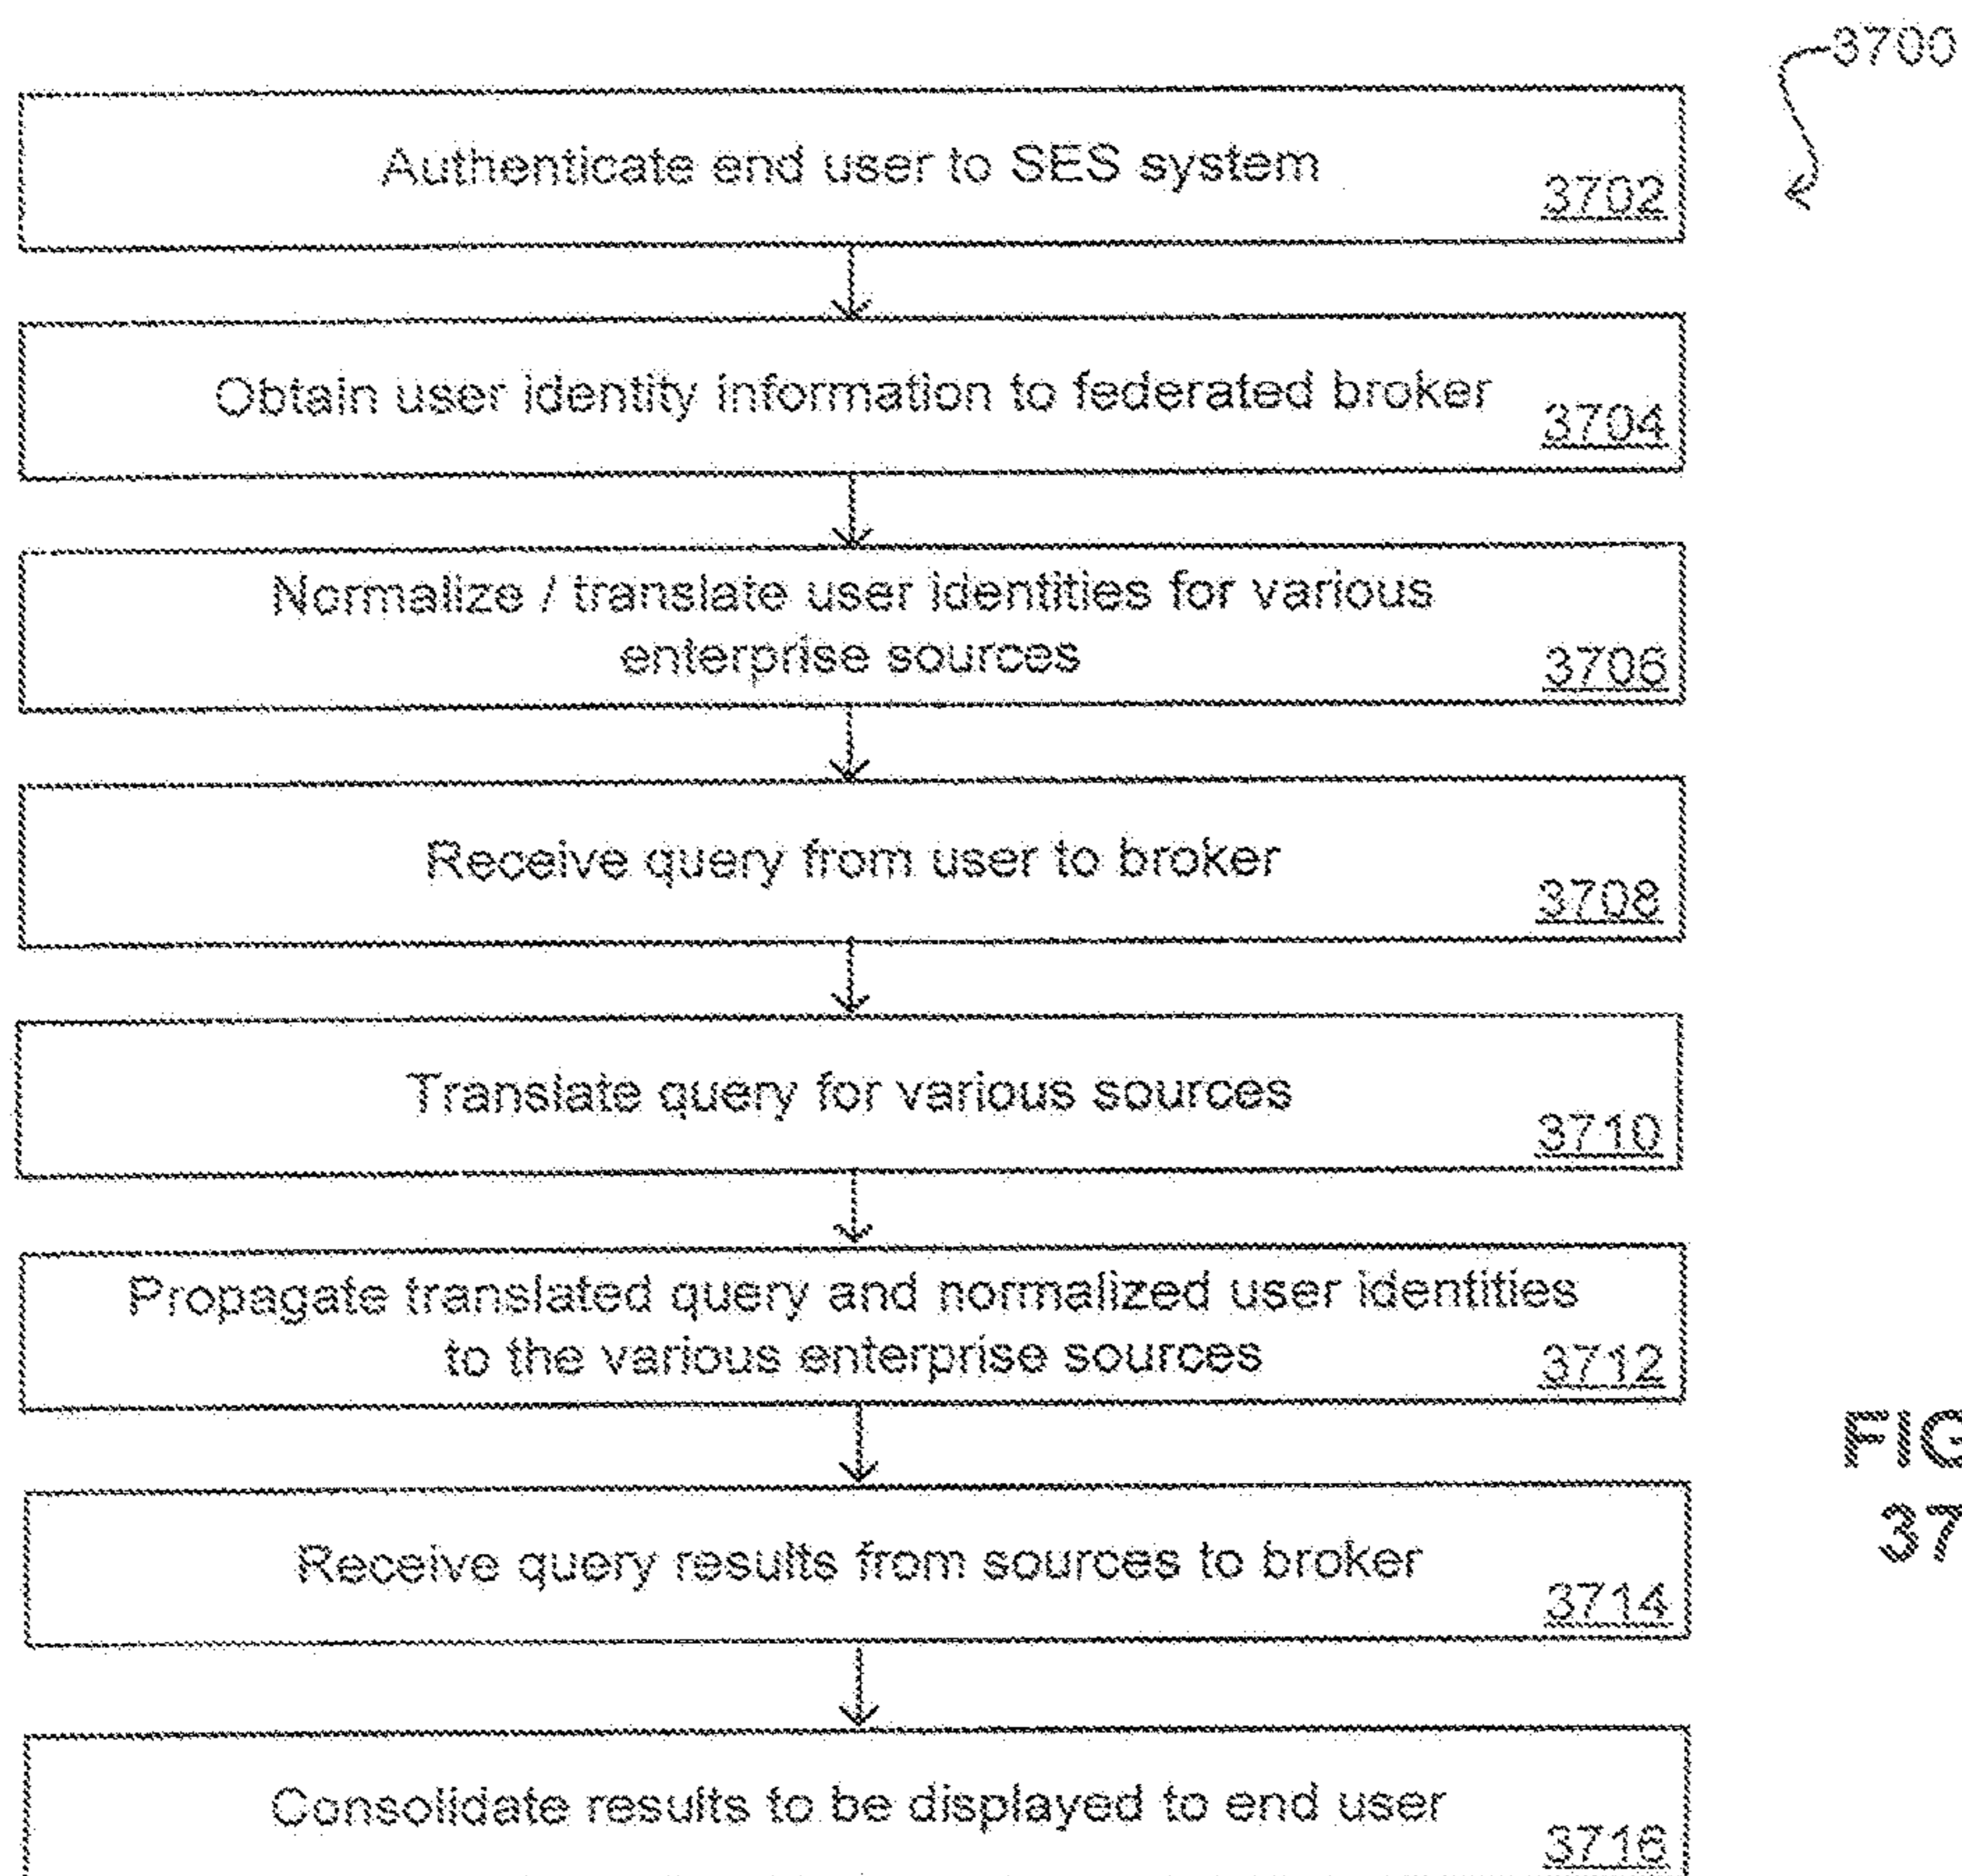 3700
Authenticate end user to SES system
3702
Obtain user identity information to federated broker
3704
Normalize / translate user identities for various
enterprise sources
3706
Receive query from user to broker
3708
Translate query for various sources
3710
Propagate translated query and normalized user identities
to the various enterprise sources
3712
FIG
37
Receive query results from sources to broker
3714
Consolidate results to be displayed to end user
3716